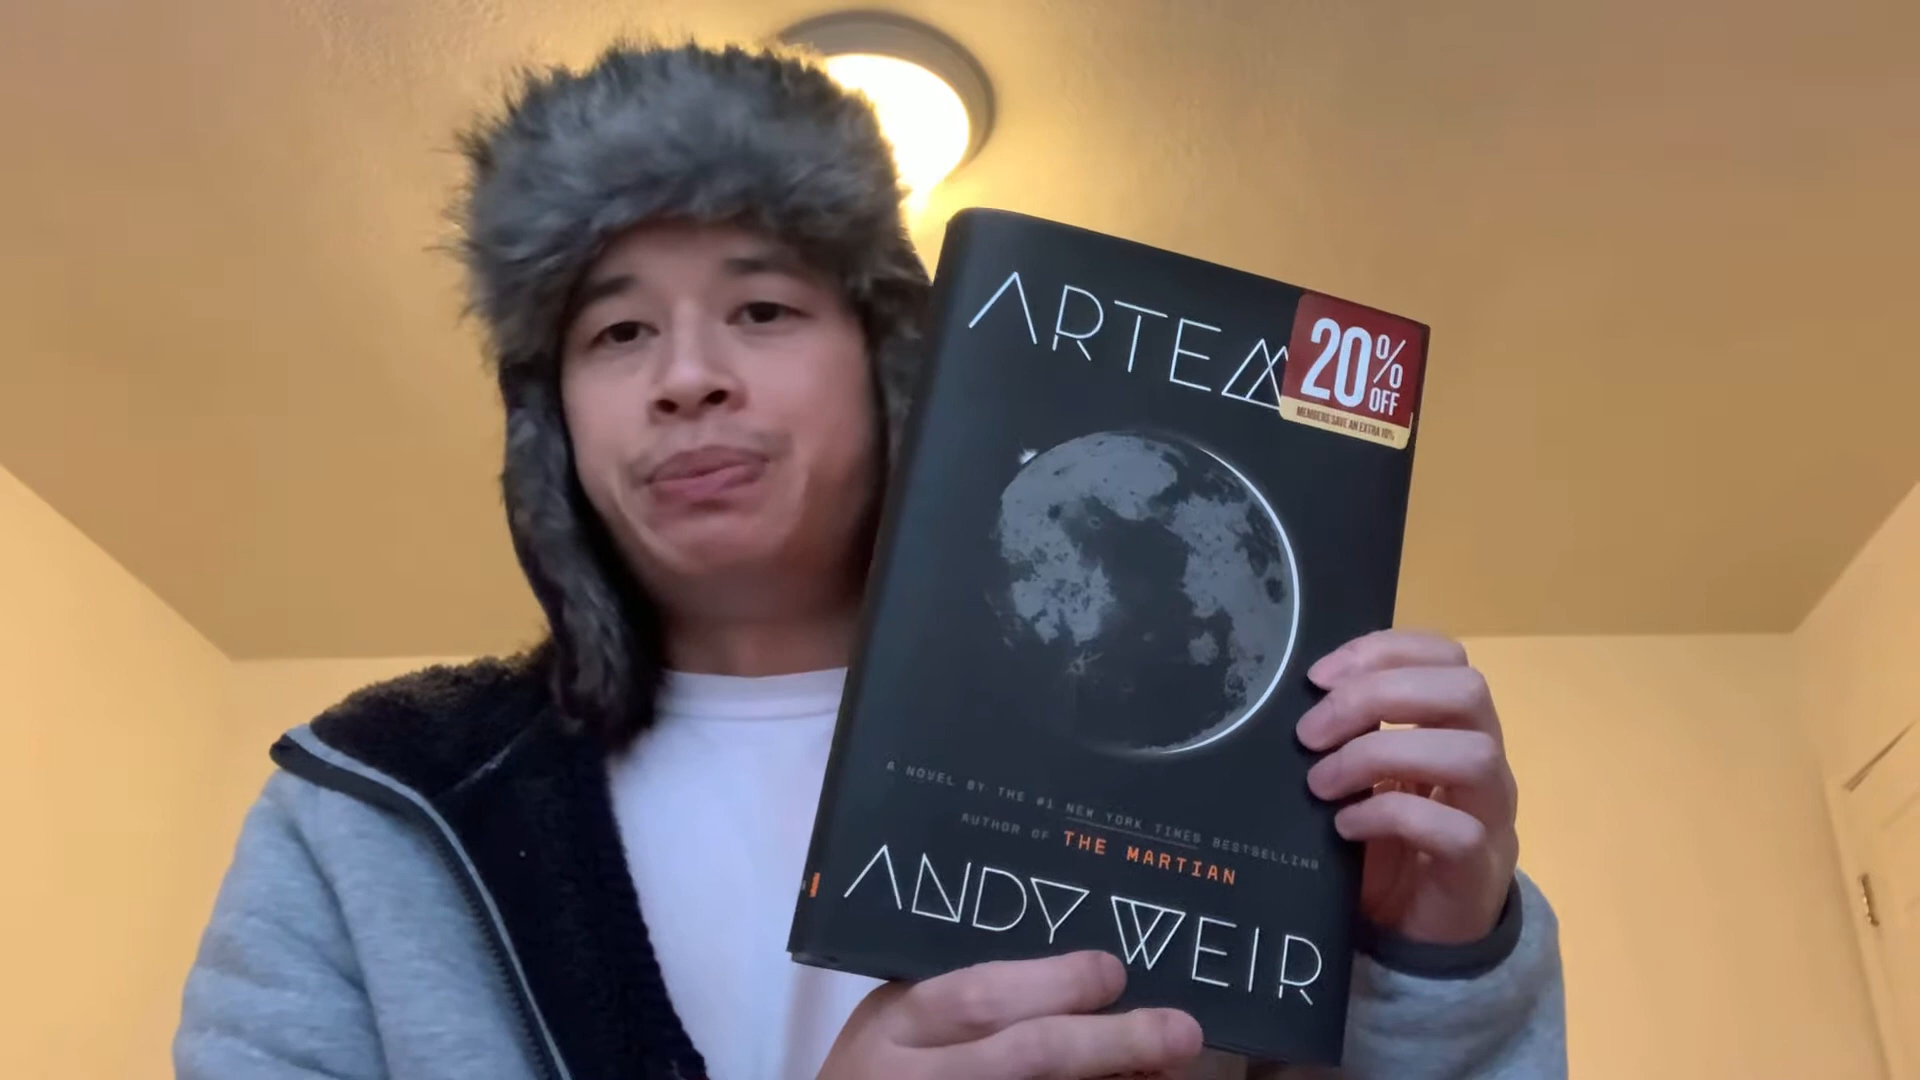 ARTEM
20% OFF
MEMBERS SAVE AN EXTRA 10%
A NOVEL BY THE #1 NEW YORK TIMES BESTSELLING
AUTHOR OF THE MARTIAN
ANDY WEIR